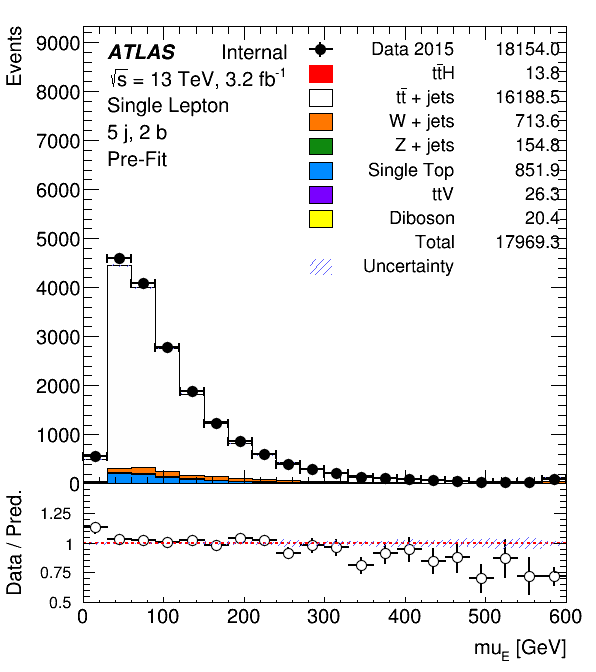 Events
9000
8000
7000
6000
5000
4000
3000
2000
1000
0
ATLAS Internal
√s = 13 TeV, 3.2 fb⁻¹
Single Lepton
5 j, 2 b
Pre-Fit
Data 2015 18154.0
tt̄H 13.8
tt̄ + jets 16188.5
W + jets 713.6
Z + jets 154.8
Single Top 851.9
ttV 26.3
Diboson 20.4
Total 17969.3
Uncertainty
Data / Pred.
1.25
1
0.75
0.5
0 100 200 300 400 500 600
mu_E [GeV]